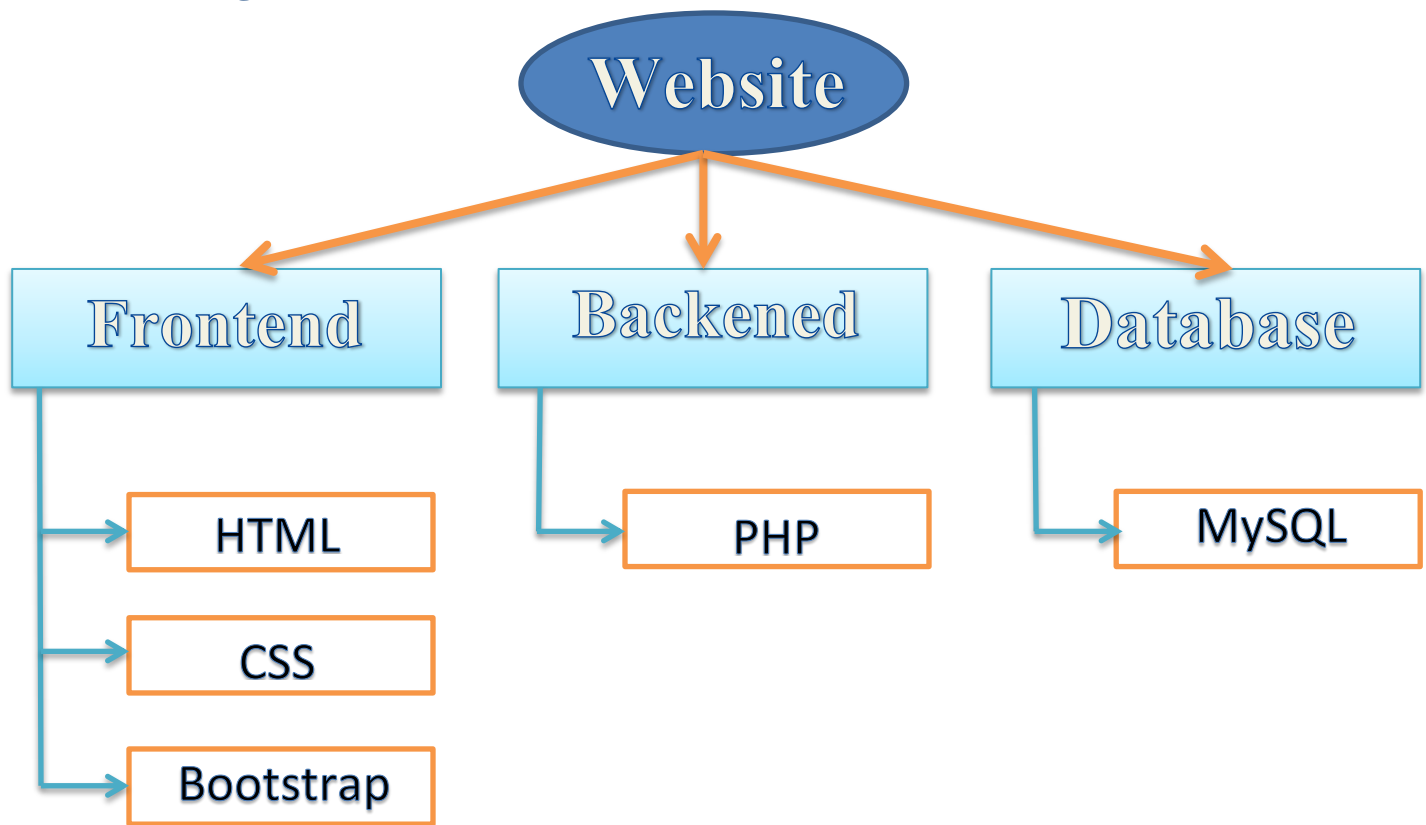 Website
Frontend
Backened
Database
HTML
PHP
MySQL
CSS
Bootstrap